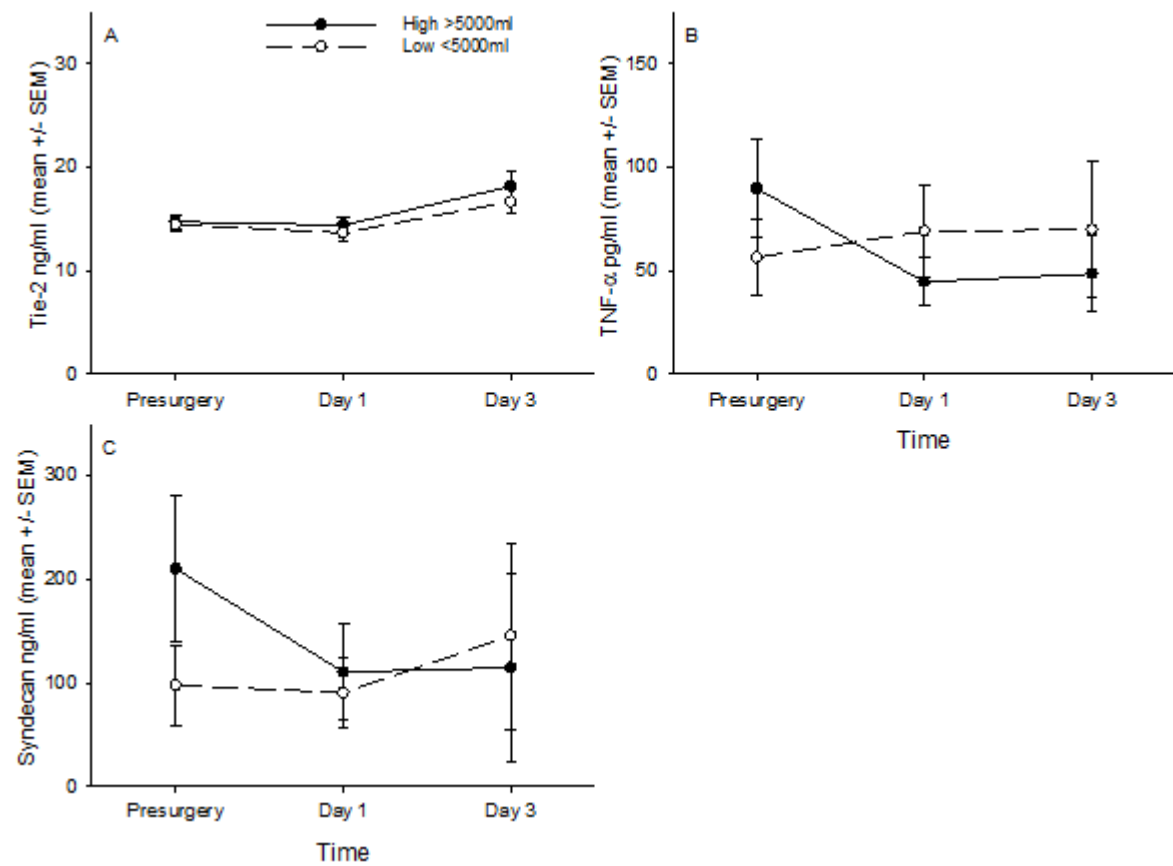 A
High >5000ml
Low <5000ml
Tie-2 ng/ml (mean +/- SEM)
30
20
10
0
Presurgery Day 1 Day 3
B
TNF-α pg/ml (mean +/- SEM)
150
100
50
0
Presurgery Day 1 Day 3
Time
C
Syndecan ng/ml (mean +/- SEM)
300
200
100
0
Presurgery Day 1 Day 3
Time